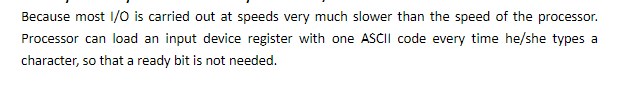 Because most I/O is carried out at speeds very much slower than the speed of the processor.
Processor can load an input device register with one ASCII code every time he/she types a
character, so that a ready bit is not needed.